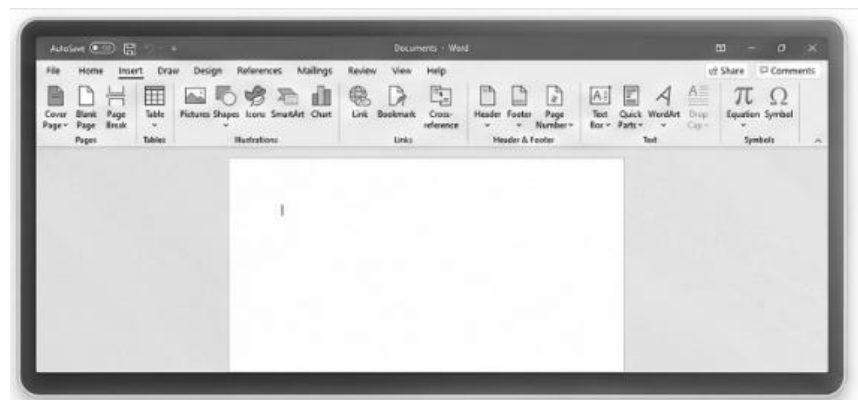 AutoSave Off Documents - Word
File Home Insert Draw Design References Mailings Review View Help Share Comments
Cover Blank Page Table Pictures Shapes Icons SmartArt Chart Link Bookmark Cross- Header Footer Page Text Quick WordArt Drop Equation Symbol
Page Page Break reference Number Box Parts Cap
Pages Tables Illustrations Links Header & Footer Text Symbols